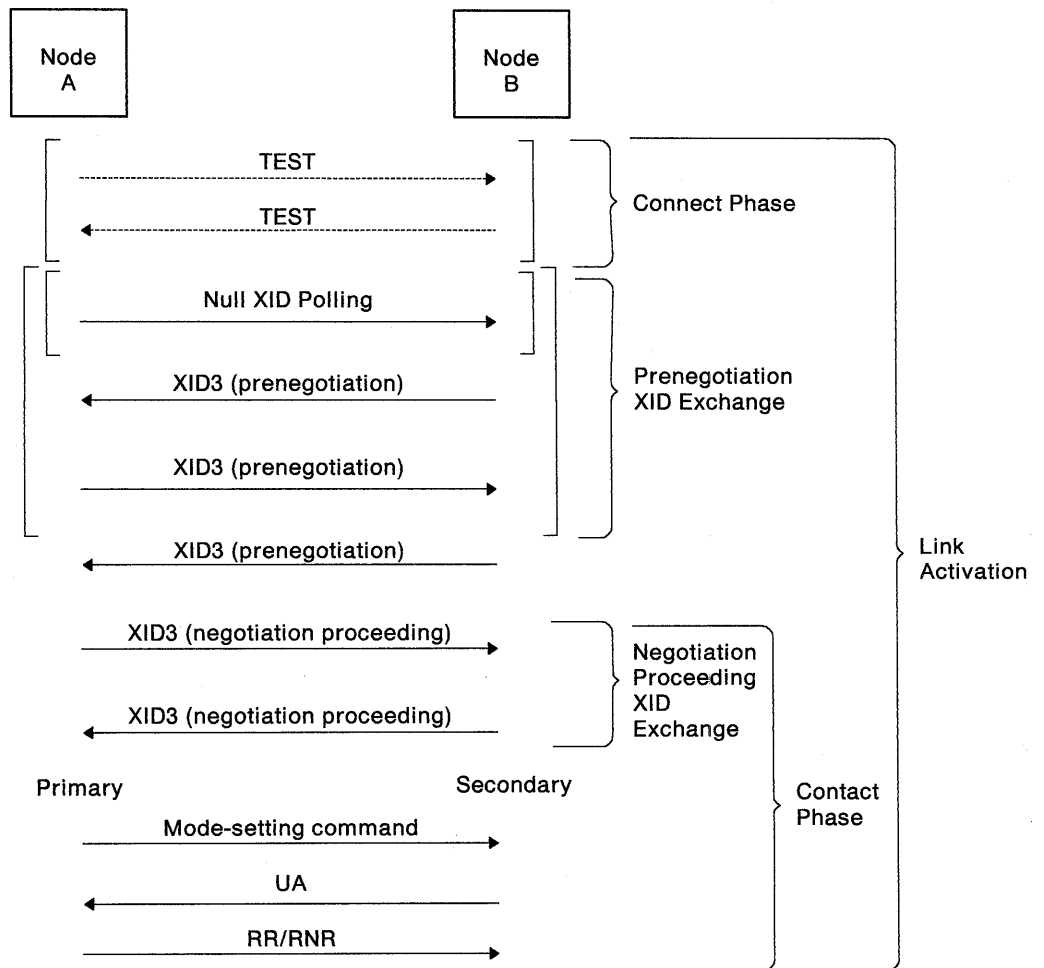 Node
A
Node
B
TEST
TEST
Connect Phase
Null XID Polling
XID3 (prenegotiation)
Prenegotiation
XID Exchange
XID3 (prenegotiation)
XID3 (prenegotiation)
Link
Activation
XID3 (negotiation proceeding)
Negotiation
Proceeding
XID
Exchange
XID3 (negotiation proceeding)
Primary
Secondary
Contact
Phase
Mode-setting command
UA
RR/RNR